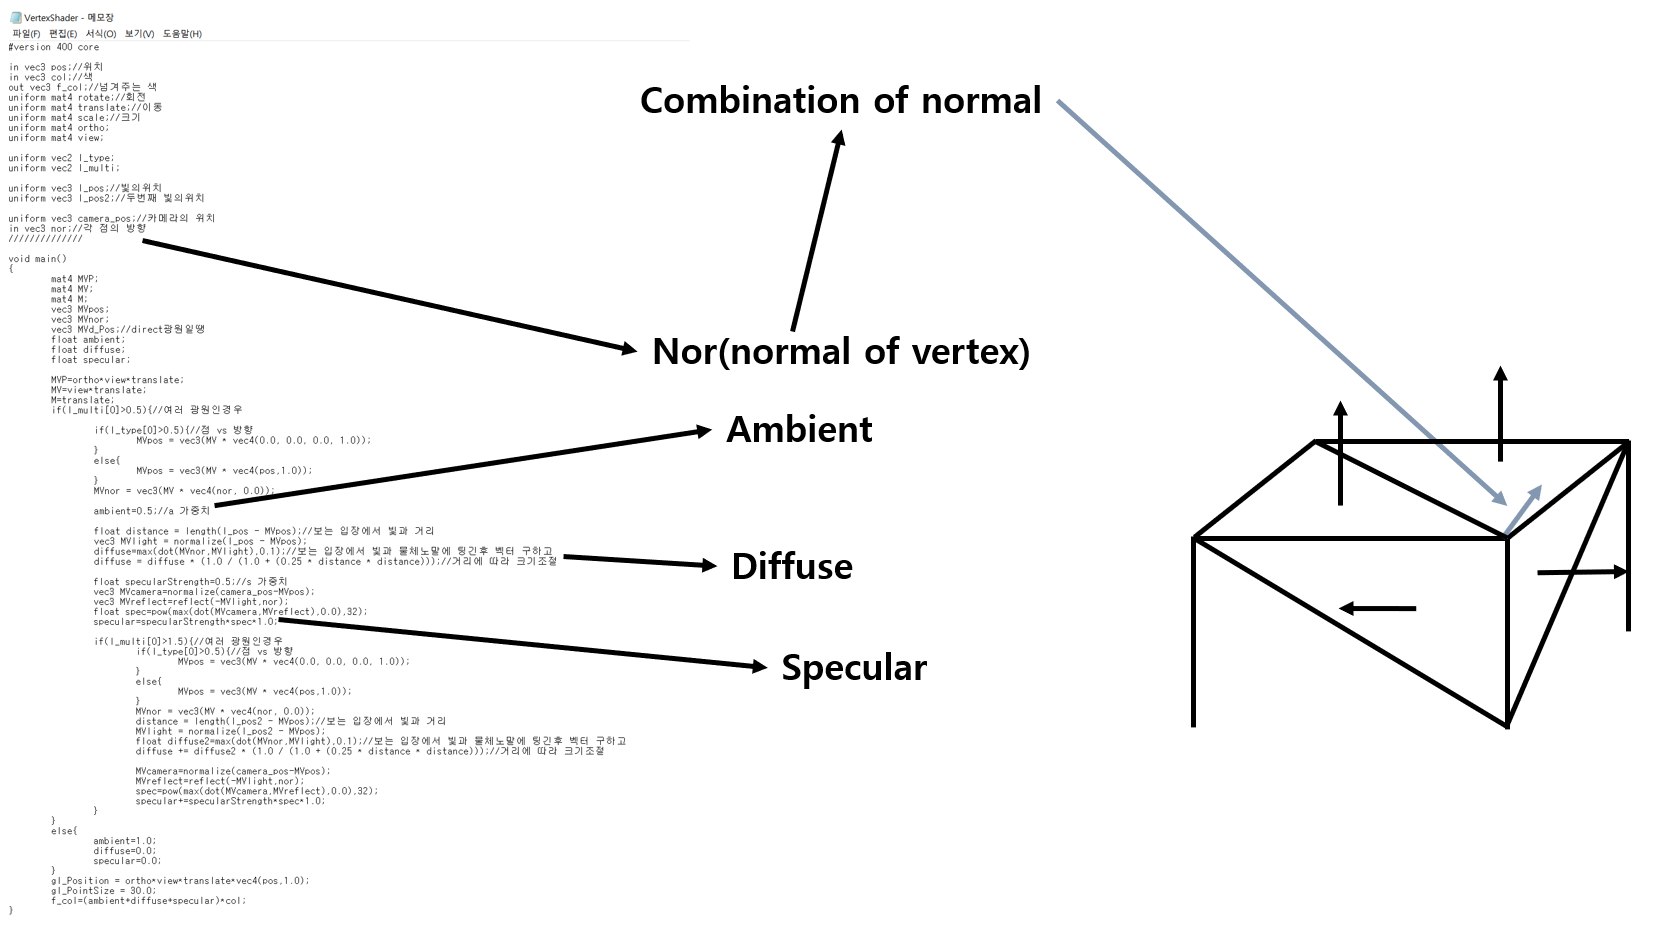 VertexShader - 메모장
파일(F) 편집(E) 서식(O) 보기(V) 도움말(H)
#version 400 core
in vec3 pos;//위치
in vec3 col;//색
out vec3 f_col;//넘겨주는 색
uniform mat4 rotate;//회전
uniform mat4 translate;//이동
uniform mat4 scale;//크기
uniform mat4 ortho;
uniform mat4 view;
uniform vec2 l_type;
uniform vec2 l_multi;
uniform vec3 l_pos;//빛의위치
uniform vec3 l_pos2;//두번째 빛의위치
uniform vec3 camera_pos;//카메라의 위치
in vec3 nor;//각 점의 방향
//////////////
void main()
{
mat4 MVP;
mat4 MV;
mat4 M;
vec3 MVpos;
vec3 MVnor;
vec3 MVd_Pos;//direct광원일땡
float ambient;
float diffuse;
float specular;
MVP=ortho*view*translate;
MV=view*translate;
M=translate;
if(l_multi[0]>0.5){//여러 광원인경우
if(l_type[0]>0.5){//점 vs 방향
MVpos = vec3(MV * vec4(0.0, 0.0, 0.0, 1.0));
}
else{
MVpos = vec3(MV * vec4(pos,1.0));
}
MVnor = vec3(MV * vec4(nor, 0.0));
ambient=0.5;//a 가중치
float distance = length(l_pos - MVpos);//보는 입장에서 빛과 거리
vec3 MVlight = normalize(l_pos - MVpos);
diffuse=max(dot(MVnor,MVlight),0.1);//보는 입장에서 빛과 물체노말에 팅긴후 벡터 구하고
diffuse = diffuse * (1.0 / (1.0 + (0.25 * distance * distance)));//거리에 따라 크기조절
float specularStrength=0.5;//s 가중치
vec3 MVcamera=normalize(camera_pos-MVpos);
vec3 MVreflect=reflect(-MVlight,nor);
float spec=pow(max(dot(MVcamera,MVreflect),0.0),32);
specular=specularStrength*spec*1.0;
if(l_multi[0]>1.5){//여러 광원인경우
if(l_type[0]>0.5){//점 vs 방향
MVpos = vec3(MV * vec4(0.0, 0.0, 0.0, 1.0));
}
else{
MVpos = vec3(MV * vec4(pos,1.0));
}
MVnor = vec3(MV * vec4(nor, 0.0));
distance = length(l_pos2 - MVpos);//보는 입장에서 빛과 거리
MVlight = normalize(l_pos2 - MVpos);
float diffuse2=max(dot(MVnor,MVlight),0.1);//보는 입장에서 빛과 물체노말에 팅긴후 벡터 구하고
diffuse += diffuse2 * (1.0 / (1.0 + (0.25 * distance * distance)));//거리에 따라 크기조절
MVcamera=normalize(camera_pos-MVpos);
MVreflect=reflect(-MVlight,nor);
spec=pow(max(dot(MVcamera,MVreflect),0.0),32);
specular+=specularStrength*spec*1.0;
}
}
else{
ambient=1.0;
diffuse=0.0;
specular=0.0;
}
gl_Position = ortho*view*translate*vec4(pos,1.0);
gl_PointSize = 30.0;
f_col=(ambient+diffuse+specular)*col;
}
Combination of normal
Nor(normal of vertex)
Ambient
Diffuse
Specular